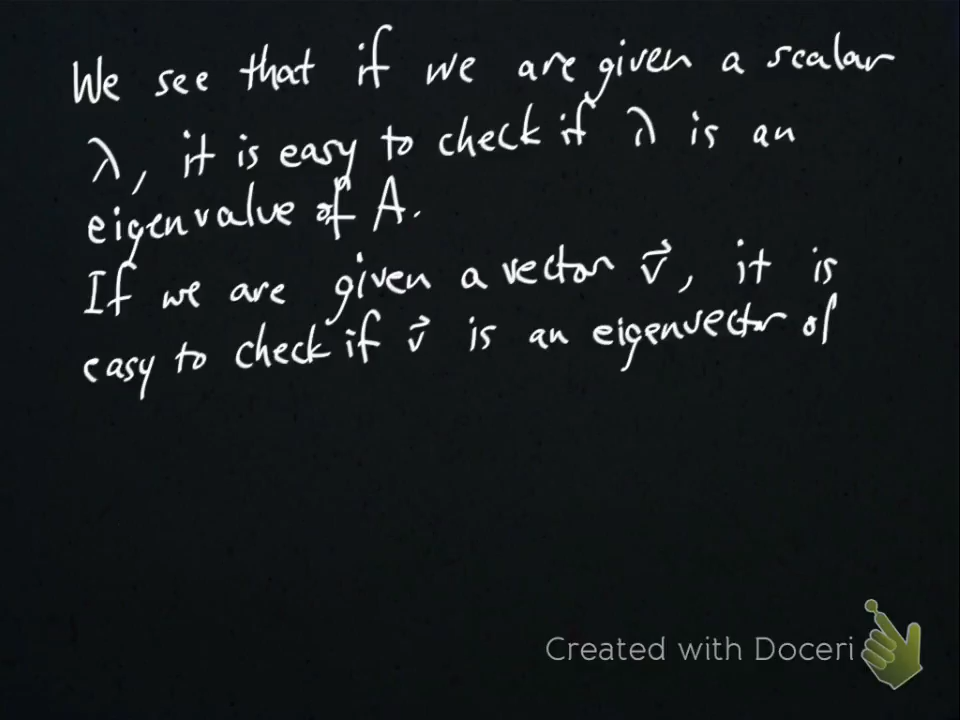 We see that if we are given a scalar
λ, it is easy to check if λ is an
eigenvalue of A.
If we are given a vector v⃗, it is
easy to check if v⃗ is an eigenvector of
Created with Doceri